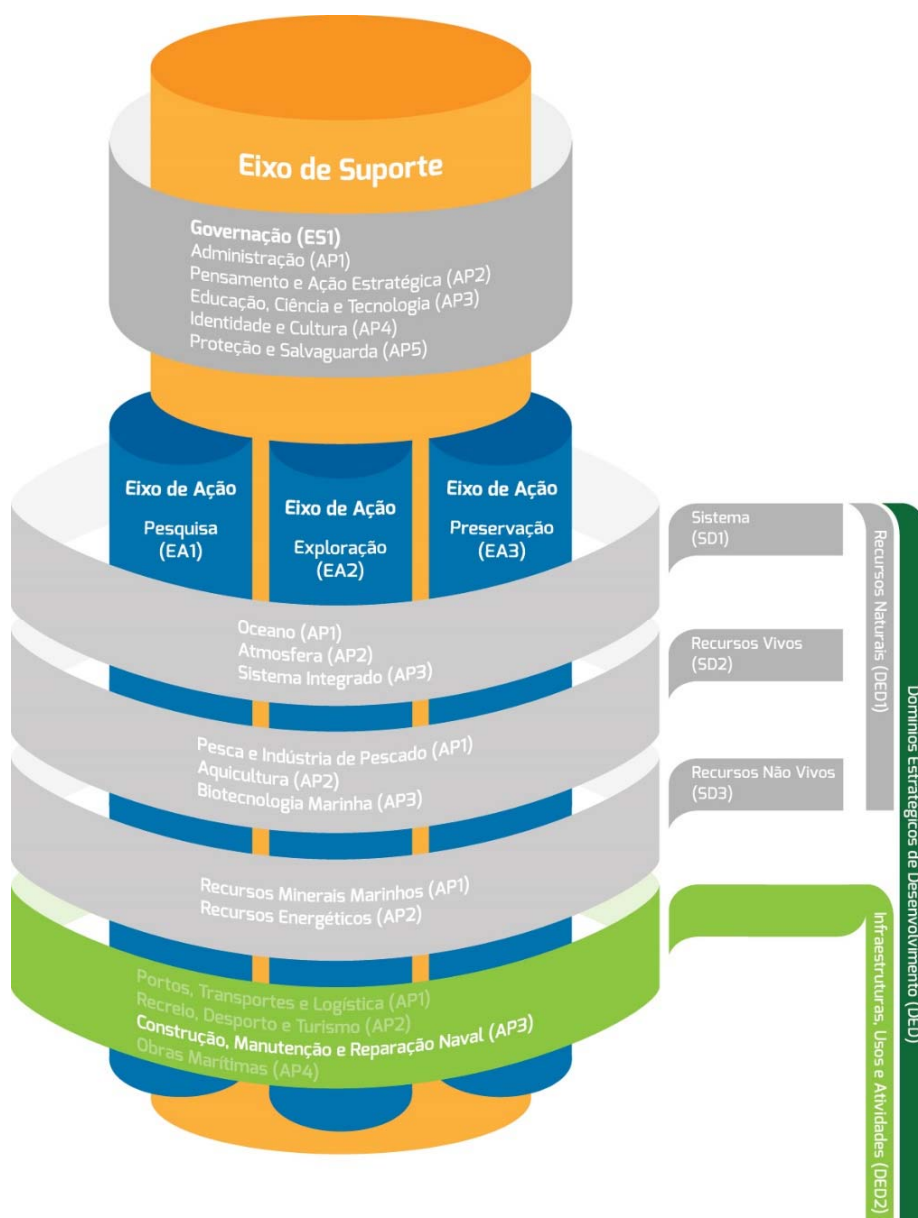 Eixo de Suporte
Governação (ES1)
Administração (AP1)
Pensamento e Ação Estratégica (AP2)
Educação, Ciência e Tecnologia (AP3)
Identidade e Cultura (AP4)
Proteção e Salvaguarda (AP5)
Eixo de Ação
Pesquisa
(EA1)
Eixo de Ação
Exploração
(EA2)
Eixo de Ação
Preservação
(EA3)
Oceano (AP1)
Atmosfera (AP2)
Sistema Integrado (AP3)
Pesca e Indústria de Pescado (AP1)
Aquicultura (AP2)
Biotecnologia Marinha (AP3)
Recursos Minerais Marinhos (AP1)
Recursos Energéticos (AP2)
Portos, Transportes e Logística (AP1)
Recreio, Desporto e Turismo (AP2)
Construção, Manutenção e Reparação Naval (AP3)
Obras Marítimas (AP4)
Sistema
(SD1)
Recursos Vivos
(SD2)
Recursos Não Vivos
(SD3)
Recursos Naturais (DED1)
Infraestruturas, Usos e Atividades (DED2)
Domínios Estratégicos de Desenvolvimento (DED)